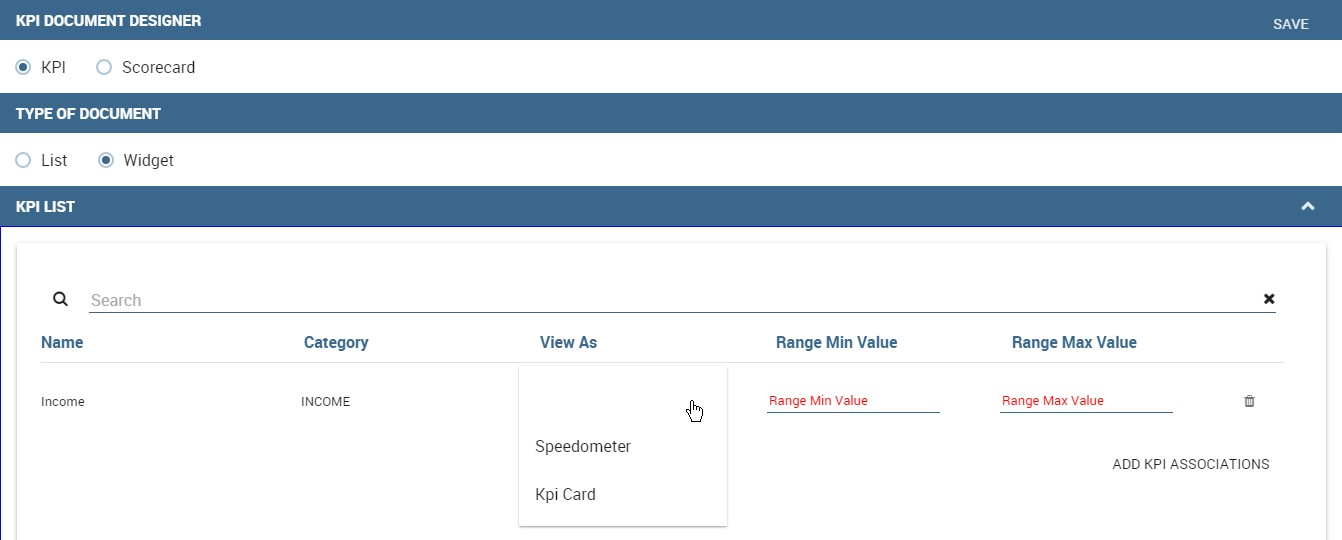 KPI DOCUMENT DESIGNER SAVE
KPI Scorecard
TYPE OF DOCUMENT
List Widget
KPI LIST
Search
Name Category View As Range Min Value Range Max Value
Income INCOME Range Min Value Range Max Value
Speedometer
ADD KPI ASSOCIATIONS
Kpi Card